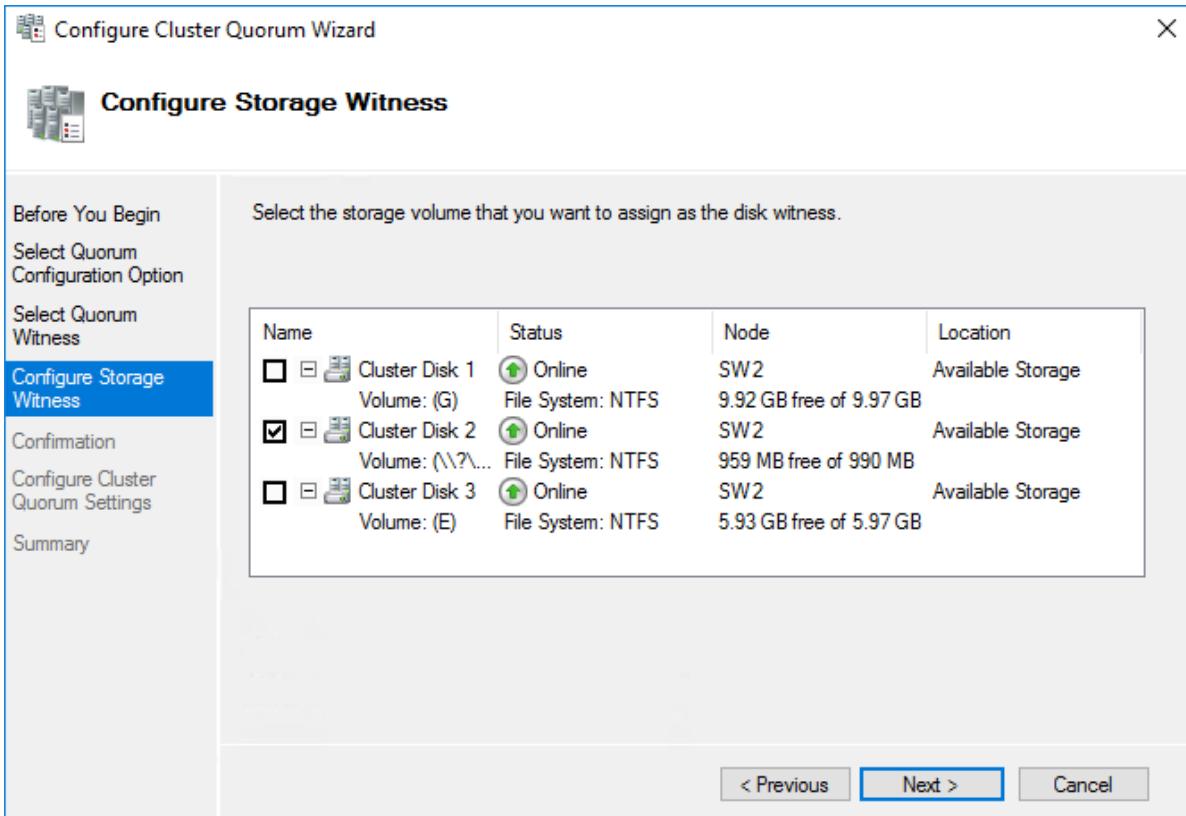 Configure Cluster Quorum Wizard
Configure Storage Witness
Before You Begin
Select Quorum
Configuration Option
Select Quorum
Witness
Configure Storage
Witness
Confirmation
Configure Cluster
Quorum Settings
Summary
Select the storage volume that you want to assign as the disk witness.
Name Status Node Location
Cluster Disk 1 Online SW2 Available Storage
Volume: (G) File System: NTFS 9.92 GB free of 9.97 GB
Cluster Disk 2 Online SW2 Available Storage
Volume: (\\?\... File System: NTFS 959 MB free of 990 MB
Cluster Disk 3 Online SW2 Available Storage
Volume: (E) File System: NTFS 5.93 GB free of 5.97 GB
< Previous Next > Cancel